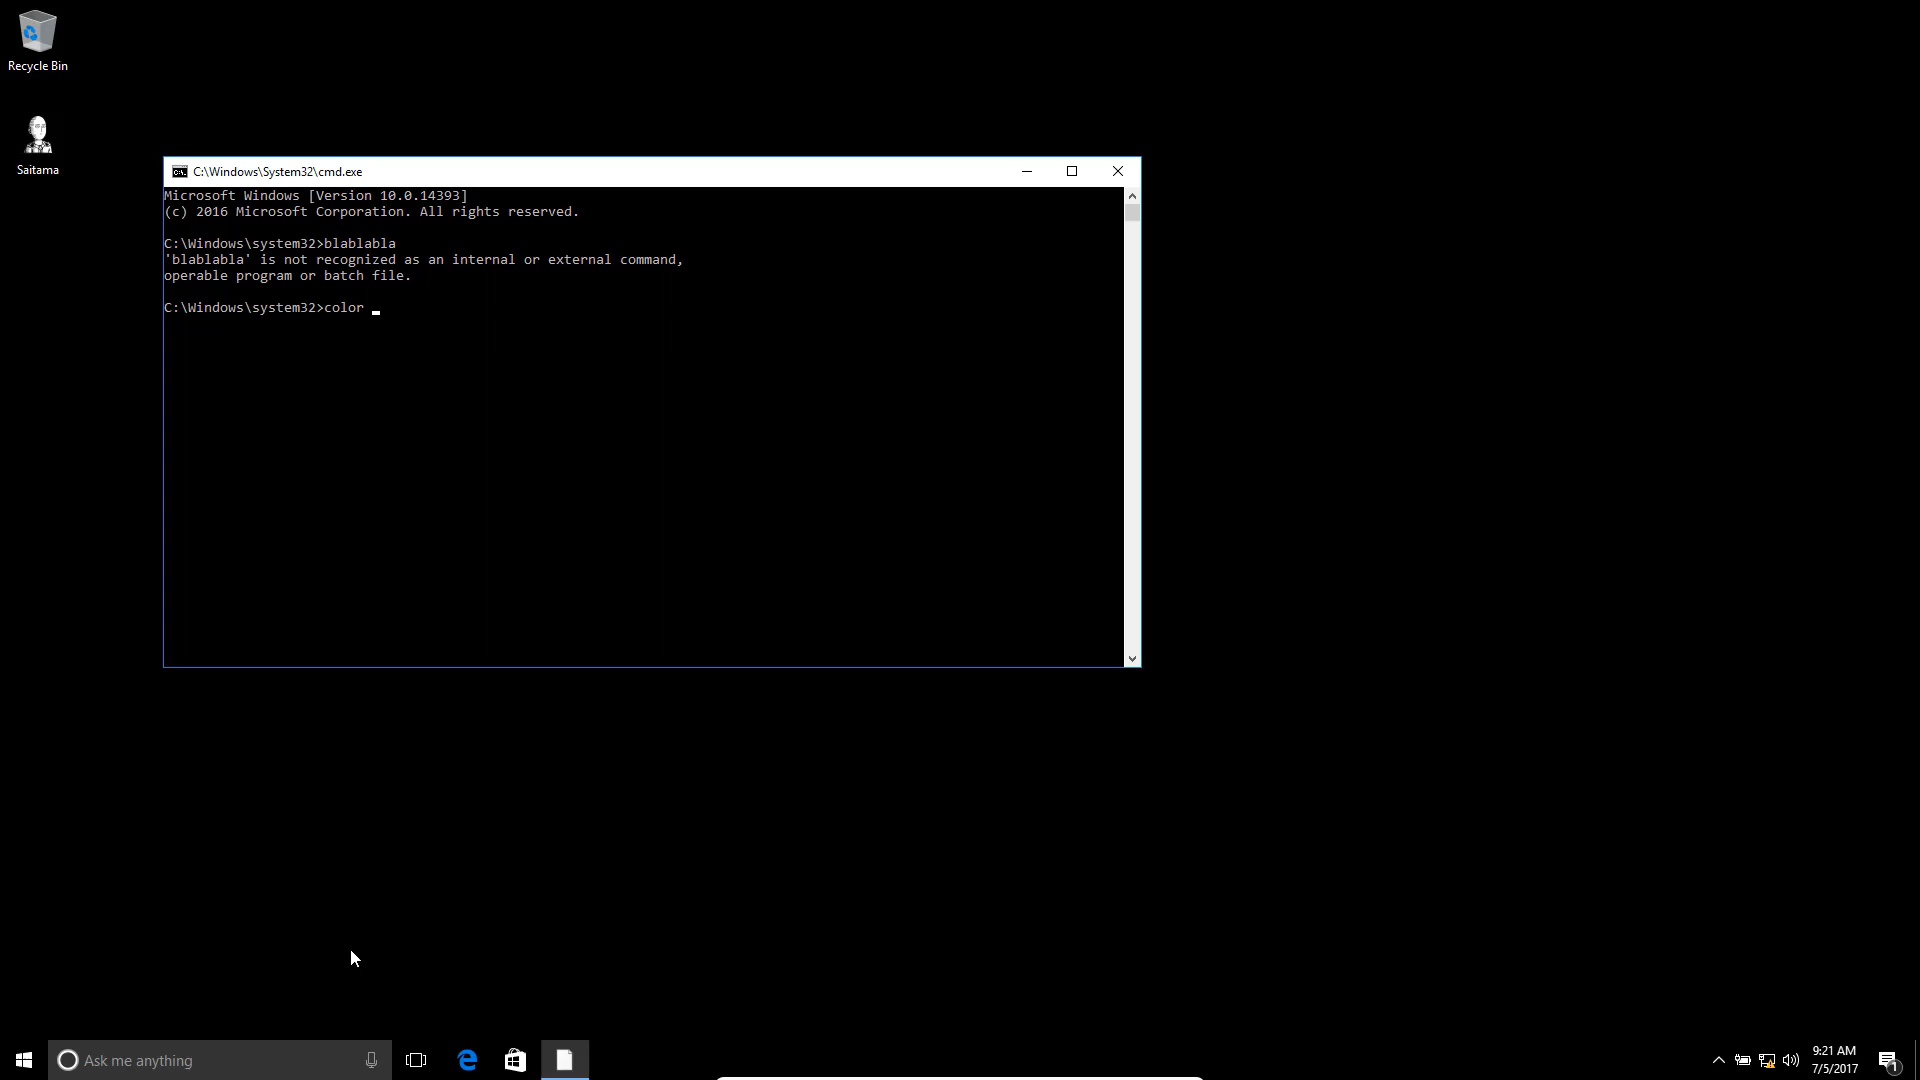 Recycle Bin
Saitama
C:\Windows\System32\cmd.exe
Microsoft Windows [Version 10.0.14393]
(c) 2016 Microsoft Corporation. All rights reserved.
C:\Windows\system32>blablabla
'blablabla' is not recognized as an internal or external command,
operable program or batch file.
C:\Windows\system32>color
Ask me anything
9:21 AM
7/5/2017
1